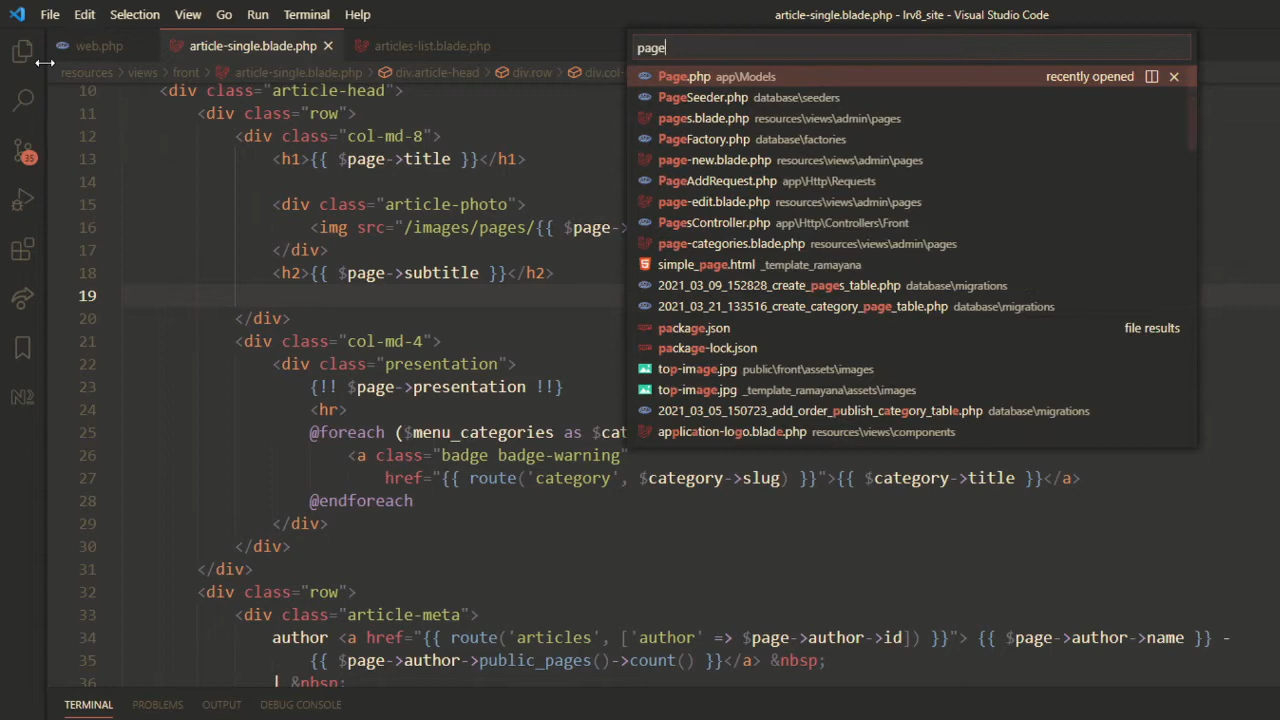 File Edit Selection View Go Run Terminal Help
article-single.blade.php - lrv8_site - Visual Studio Code
web.php article-single.blade.php articles-list.blade.php
resources > views > front > article-single.blade.php > div.article-head > div.row > div.col-
page
Page.php app\Models recently opened
PageSeeder.php database\seeders
pages.blade.php resources\views\admin\pages
PageFactory.php database\factories
page-new.blade.php resources\views\admin\pages
PageAddRequest.php app\Http\Requests
page-edit.blade.php resources\views\admin\pages
PagesController.php app\Http\Controllers\Front
page-categories.blade.php resources\views\admin\pages
simple_page.html _template_ramayana
2021_03_09_152828_create_pages_table.php database\migrations
2021_03_21_133516_create_category_page_table.php database\migrations
package.json file results
package-lock.json
top-image.jpg public\front\assets\images
top-image.jpg _template_ramayana\assets\images
2021_03_05_150723_add_order_publish_category_table.php database\migrations
application-logo.blade.php resources\views\components
35
10 <div class="article-head">
11 <div class="row">
12 <div class="col-md-8">
13 <h1>{{ $page->title }}</h1>
14
15 <div class="article-photo">
16 <img src="/images/pages/{{ $page->
17 </div>
18 <h2>{{ $page->subtitle }}</h2>
19
20 </div>
21 <div class="col-md-4">
22 <div class="presentation">
23 {!! $page->presentation !!}
24 <hr>
25 @foreach ($menu_categories as $cat
26 <a class="badge badge-warning"
27 href="{{ route('category', $category->slug) }}">{{ $category->title }}</a>
28 @endforeach
29 </div>
30 </div>
31 </div>
32 <div class="row">
33 <div class="article-meta">
34 author <a href="{{ route('articles', ['author' => $page->author->id]) }}"> {{ $page->author->name }} -
35 {{ $page->author->public_pages()->count() }}</a> &nbsp;
36 | &nbsp;
TERMINAL PROBLEMS OUTPUT DEBUG CONSOLE